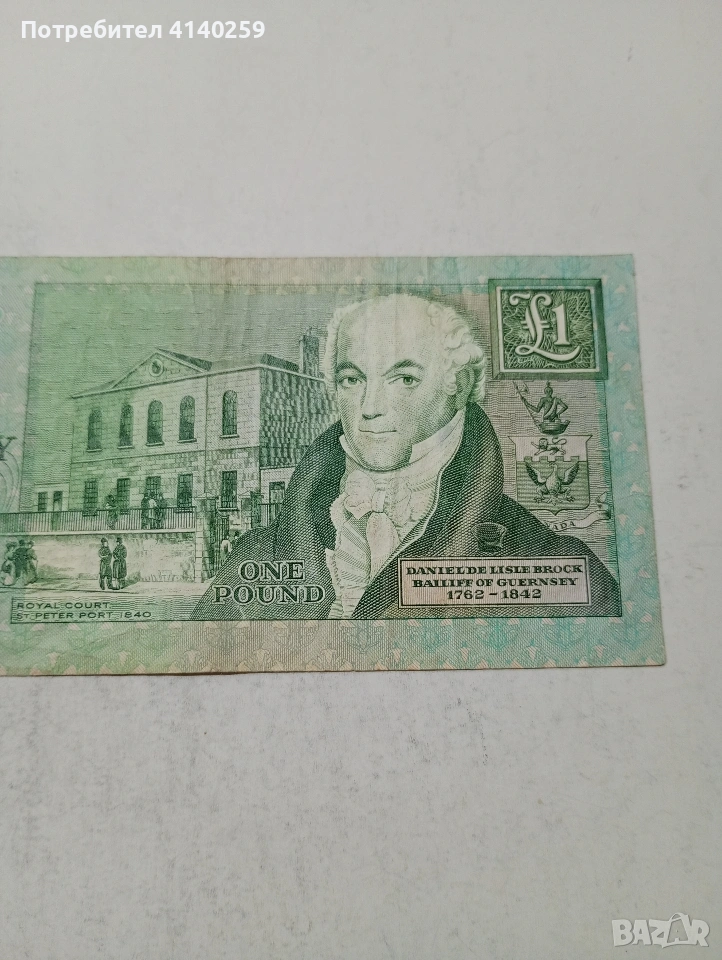 Потребител 4140259
£1
ONE
POUND
DANIEL DE LISLE BROCK
BAILIFF OF GUERNSEY
1762-1842
ROYAL COURT,
ST. PETER PORT, 1840
BAZAR